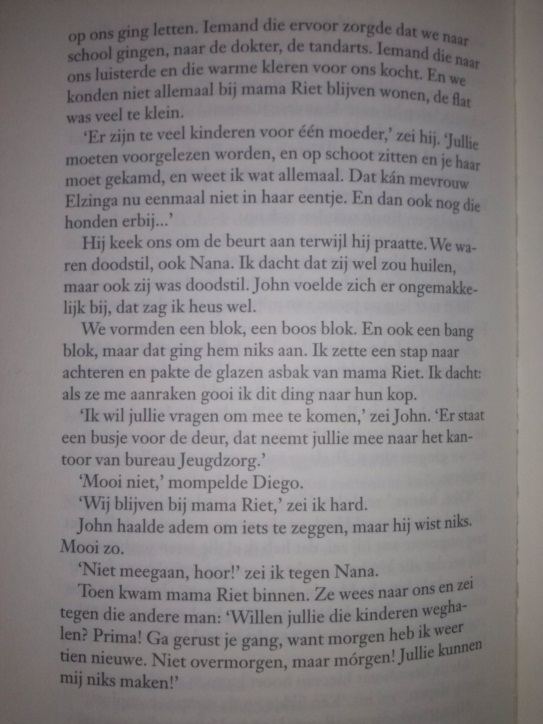 op ons ging letten. Iemand die ervoor zorgde dat we naar
school gingen, naar de dokter, de tandarts. Iemand die naar
ons luisterde en die warme kleren voor ons kocht. En we
konden niet allemaal bij mama Riet blijven wonen, de flat
was veel te klein.
‘Er zijn te veel kinderen voor één moeder,’ zei hij. ‘Jullie
moeten voorgelezen worden, en op schoot zitten en je haar
moet gekamd, en weet ik wat allemaal. Dat kán mevrouw
Elzinga nu eenmaal niet in haar eentje. En dan ook nog die
honden erbij...’
Hij keek ons om de beurt aan terwijl hij praatte. We wa-
ren doodstil, ook Nana. Ik dacht dat zij wel zou huilen,
maar ook zij was doodstil. John voelde zich er ongemakke-
lijk bij, dat zag ik heus wel.
We vormden een blok, een boos blok. En ook een bang
blok, maar dat ging hem niks aan. Ik zette een stap naar
achteren en pakte de glazen asbak van mama Riet. Ik dacht:
als ze me aanraken gooi ik dit ding naar hun kop.
‘Ik wil jullie vragen om mee te komen,’ zei John. ‘Er staat
een busje voor de deur, dat neemt jullie mee naar het kan-
toor van bureau Jeugdzorg.’
‘Mooi niet,’ mompelde Diego.
‘Wij blijven bij mama Riet,’ zei ik hard.
John haalde adem om iets te zeggen, maar hij wist niks.
Mooi zo.
‘Niet meegaan, hoor!’ zei ik tegen Nana.
Toen kwam mama Riet binnen. Ze wees naar ons en zei
tegen die andere man: ‘Willen jullie die kinderen wegha-
len? Prima! Ga gerust je gang, want morgen heb ik weer
tien nieuwe. Niet overmorgen, maar mórgen! Jullie kunnen
mij niks maken!’